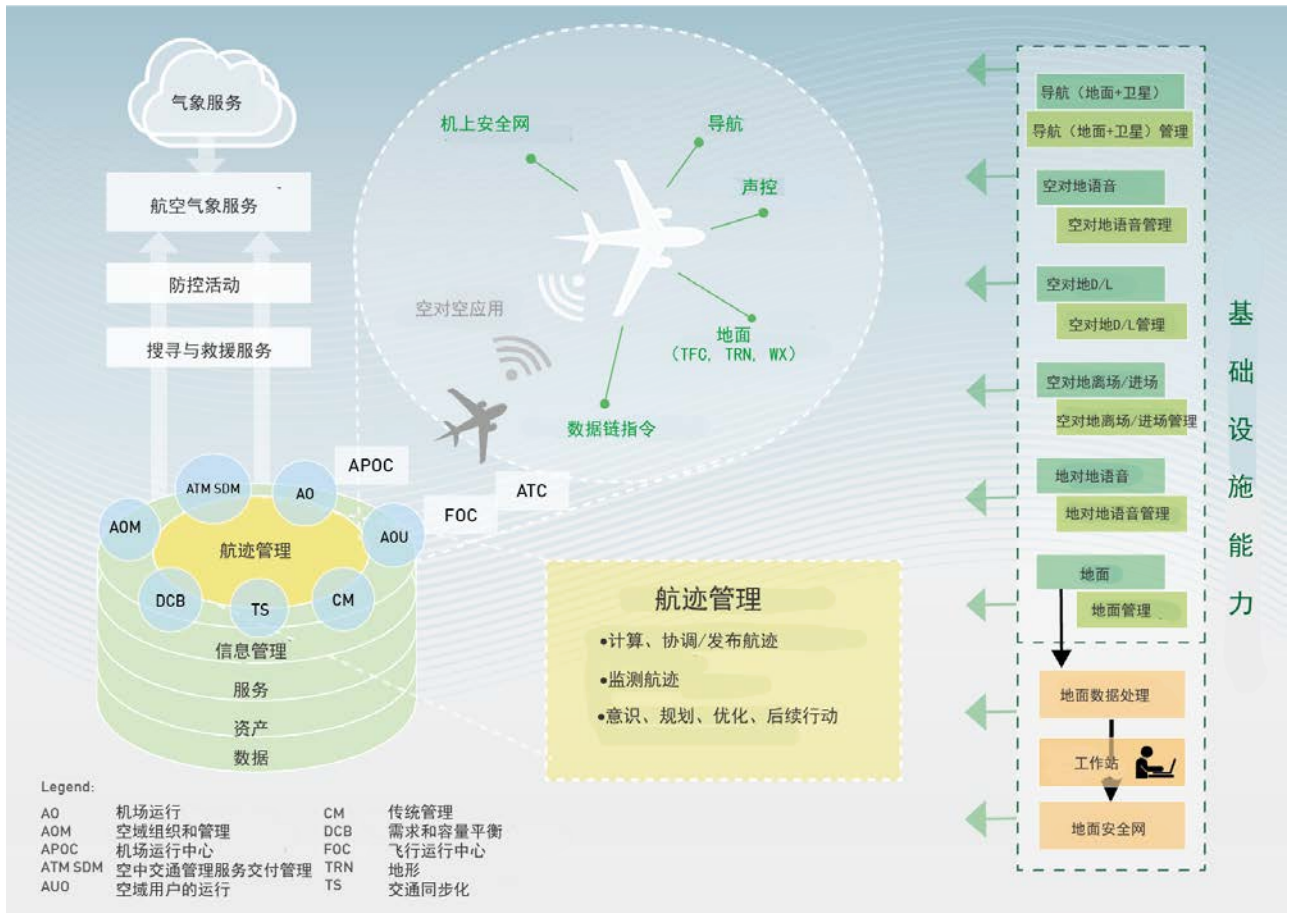 气象服务
航空气象服务
防控活动
搜寻与救援服务
机上安全网
导航
声控
空对空应用
地面
(TFC, TRN, WX)
数据链指令
APOC
ATC
FOC
ATM SDM
AO
AOM
AOU
航迹管理
DCB
TS
CM
信息管理
服务
资产
数据
航迹管理
•计算、协调/发布航迹
•监测航迹
•意识、规划、优化、后续行动
导航（地面+卫星）
导航（地面+卫星）管理
空对地语音
空对地语音管理
空对地D/L
空对地D/L管理
空对地离场/进场
空对地离场/进场管理
地对地语音
地对地语音管理
地面
地面管理
地面数据处理
工作站
地面安全网
基础设施能力
Legend:
AO 机场运行
AOM 空域组织和管理
APOC 机场运行中心
ATM SDM 空中交通管理服务交付管理
AUO 空域用户的运行
CM 传统管理
DCB 需求和容量平衡
FOC 飞行运行中心
TRN 地形
TS 交通同步化